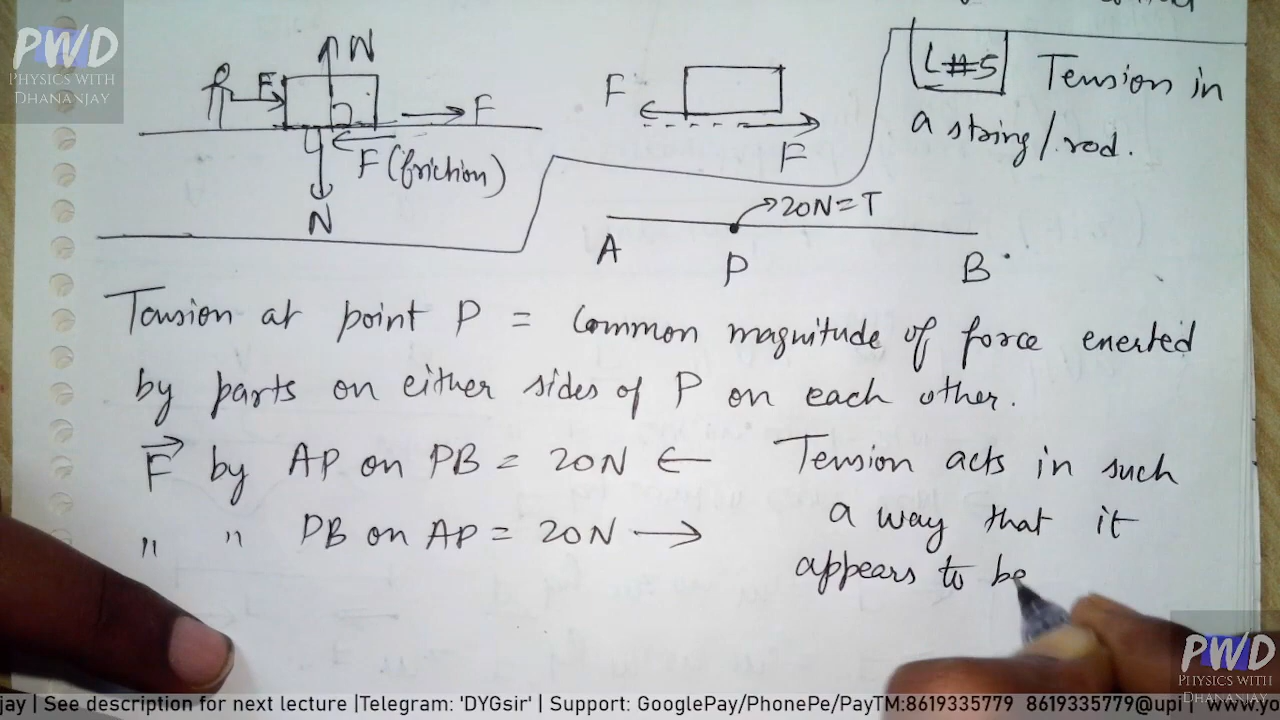 PWD
PHYSICS WITH
DHANANJAY
N
F
F
F (friction)
N
F
F
L#5 Tension in
a string/rod.
20N=T
A P B
Tension at point P = Common magnitude of force enerted
by parts on either sides of P on each other.
F by AP on PB = 20N ←
" " PB on AP = 20N →
Tension acts in such
a way that it
appears to be
PWD
PHYSICS WITH
DHANANJAY
jay | See description for next lecture |Telegram: 'DYGsir' | Support: GooglePay/PhonePe/PayTM:8619335779 8619335779@upi | www.yo